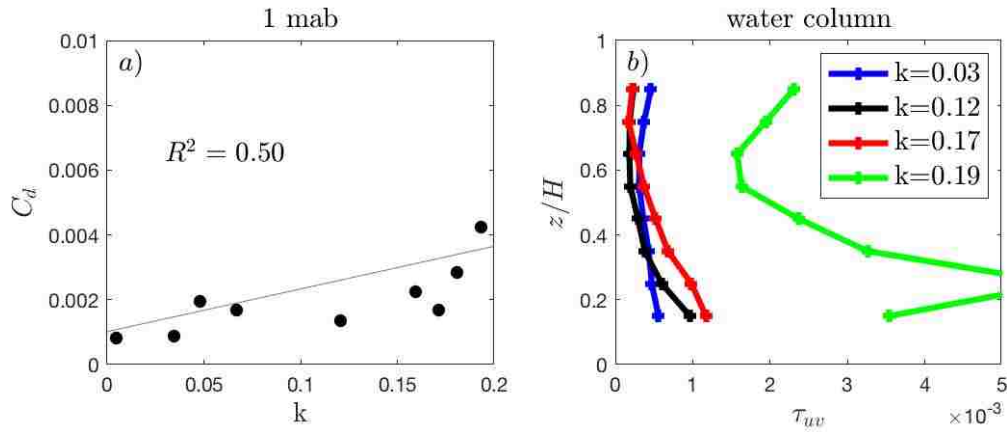 1 mab
a)
R² = 0.50
C_d
0.01
0.008
0.006
0.004
0.002
0
0
0.05
0.1
0.15
0.2
k
water column
b)
k=0.03
k=0.12
k=0.17
k=0.19
z/H
1
0.8
0.6
0.4
0.2
0
0
1
2
3
4
5
τ_uv
×10⁻³